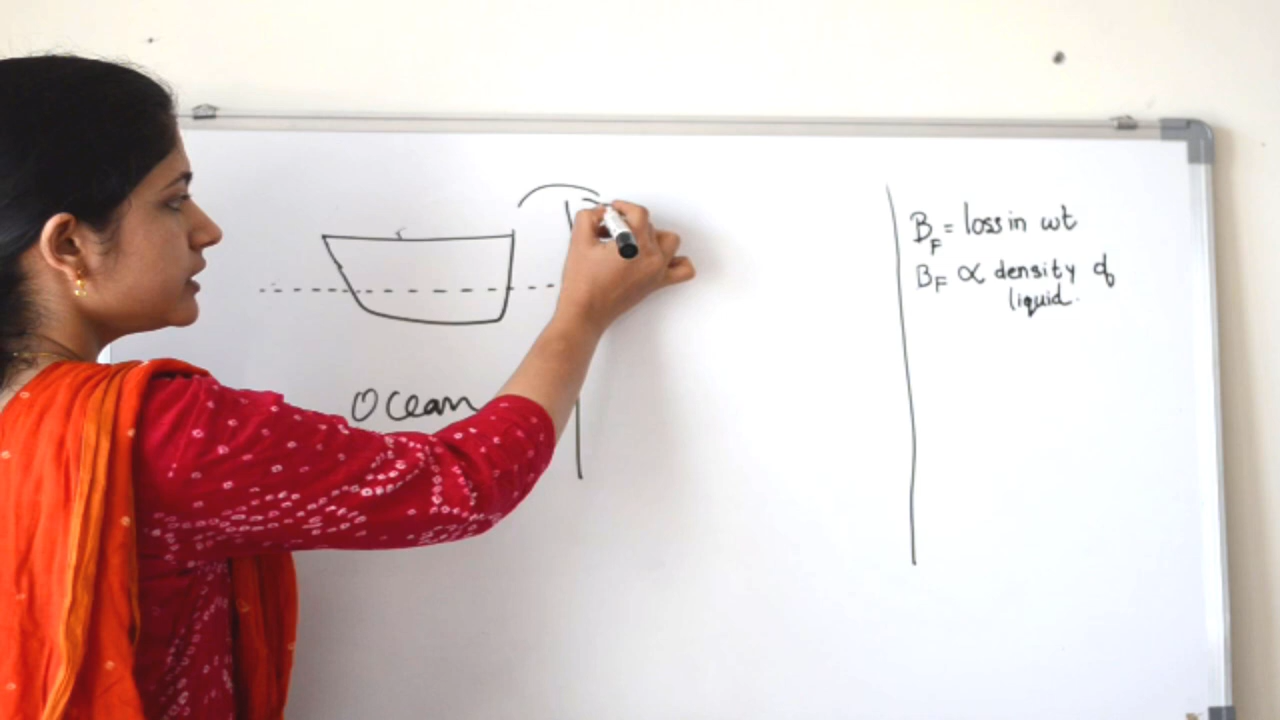 Ocean
B_F = loss in wt
B_F ∝ density of
liquid.